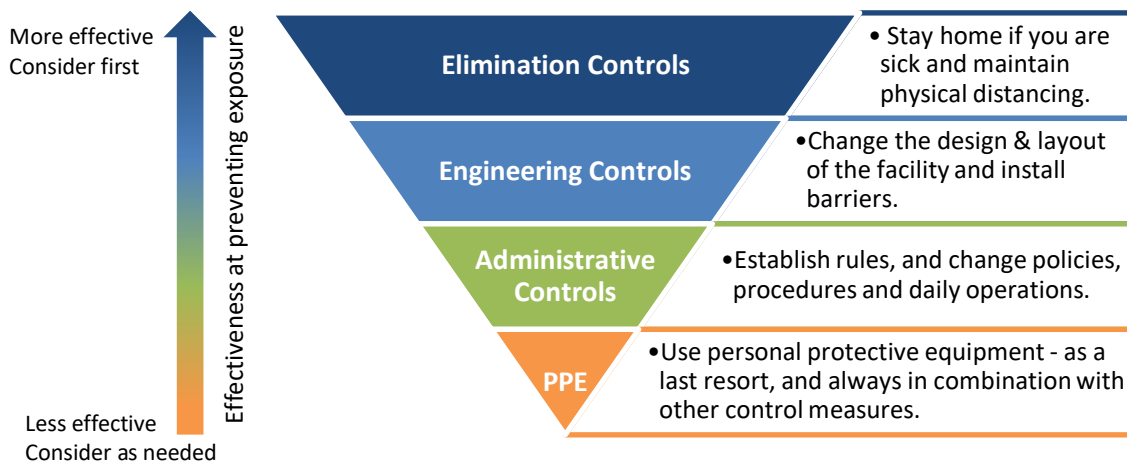 More effective
Consider first
Effectiveness at preventing exposure
Less effective
Consider as needed
Elimination Controls
• Stay home if you are
sick and maintain
physical distancing.
Engineering Controls
•Change the design & layout
of the facility and install
barriers.
Administrative
Controls
•Establish rules, and change policies,
procedures and daily operations.
PPE
•Use personal protective equipment - as a
last resort, and always in combination with
other control measures.